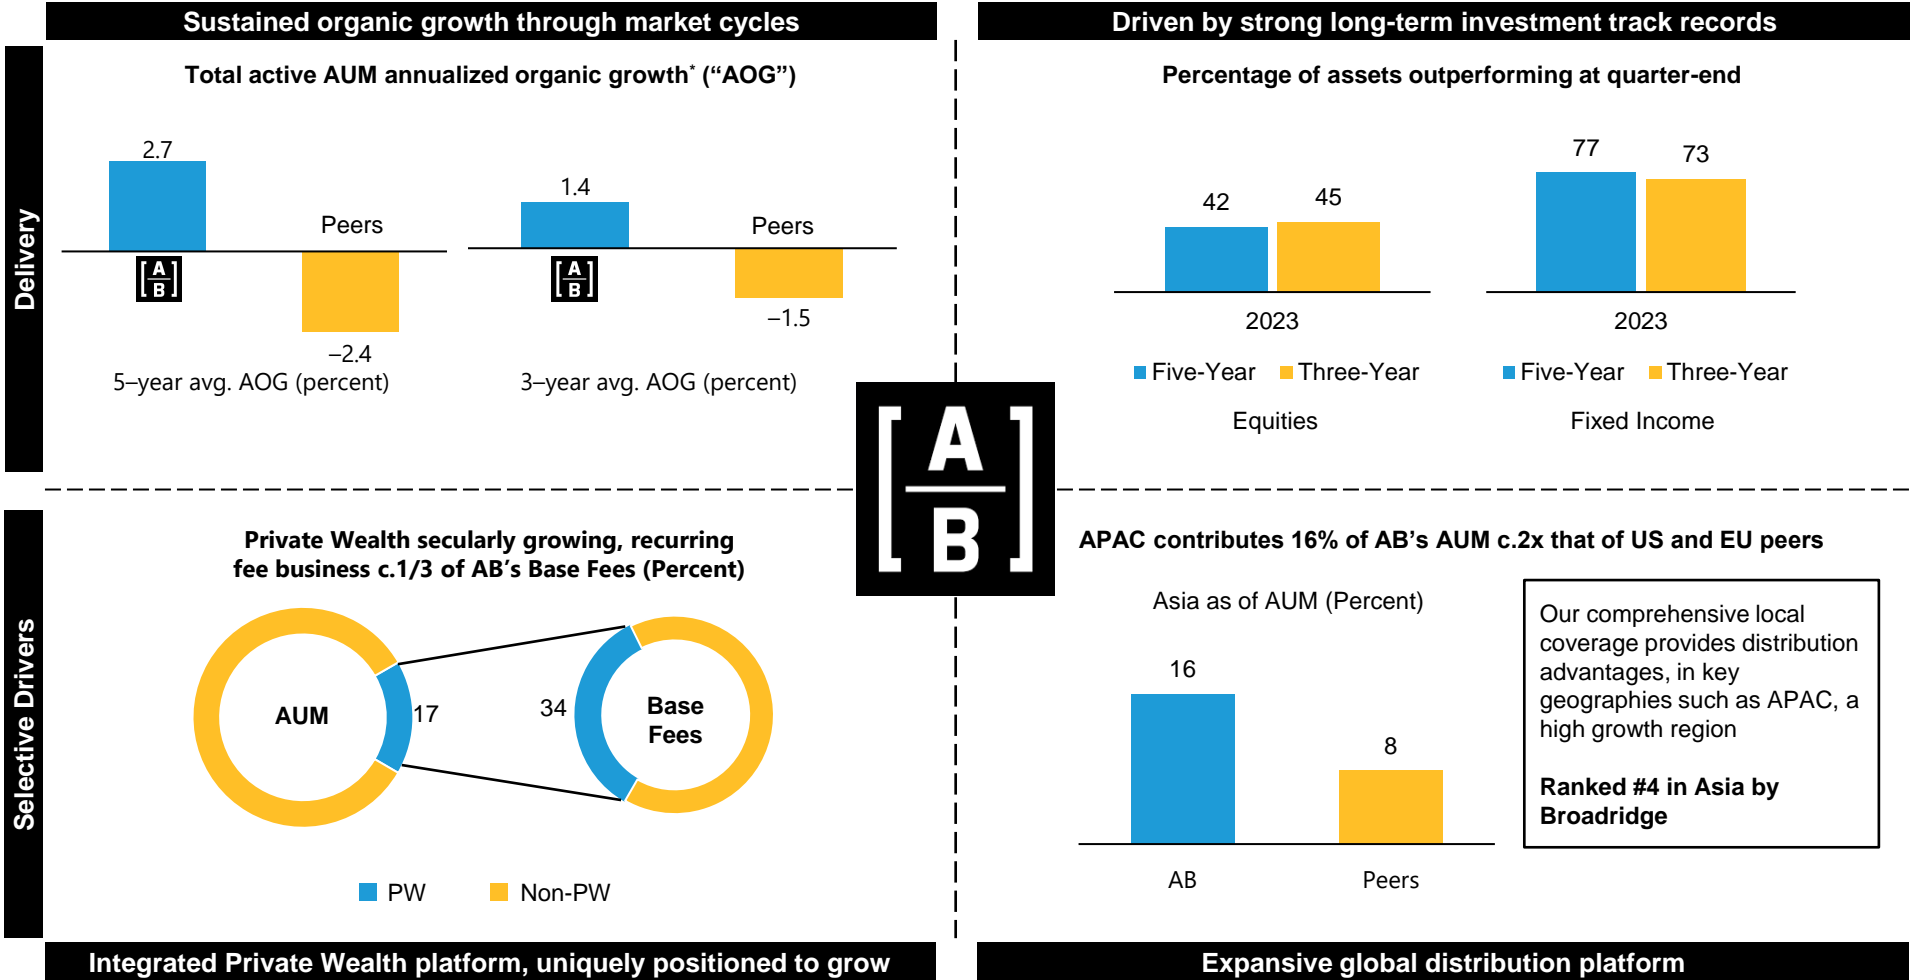 Sustained organic growth through market cycles
Driven by strong long-term investment track records
Delivery
Total active AUM annualized organic growth* (“AOG”)
2.7
Peers
[A/B]
–2.4
5–year avg. AOG (percent)
1.4
Peers
[A/B]
–1.5
3–year avg. AOG (percent)
Percentage of assets outperforming at quarter-end
42
45
2023
Five-Year
Three-Year
Equities
77
73
2023
Five-Year
Three-Year
Fixed Income
[A/B]
Selective Drivers
Private Wealth secularly growing, recurring
fee business c.1/3 of AB’s Base Fees (Percent)
AUM
17
34
Base
Fees
PW
Non-PW
APAC contributes 16% of AB’s AUM c.2x that of US and EU peers
Asia as of AUM (Percent)
16
8
AB
Peers
Our comprehensive local
coverage provides distribution
advantages, in key
geographies such as APAC, a
high growth region
Ranked #4 in Asia by
Broadridge
Integrated Private Wealth platform, uniquely positioned to grow
Expansive global distribution platform